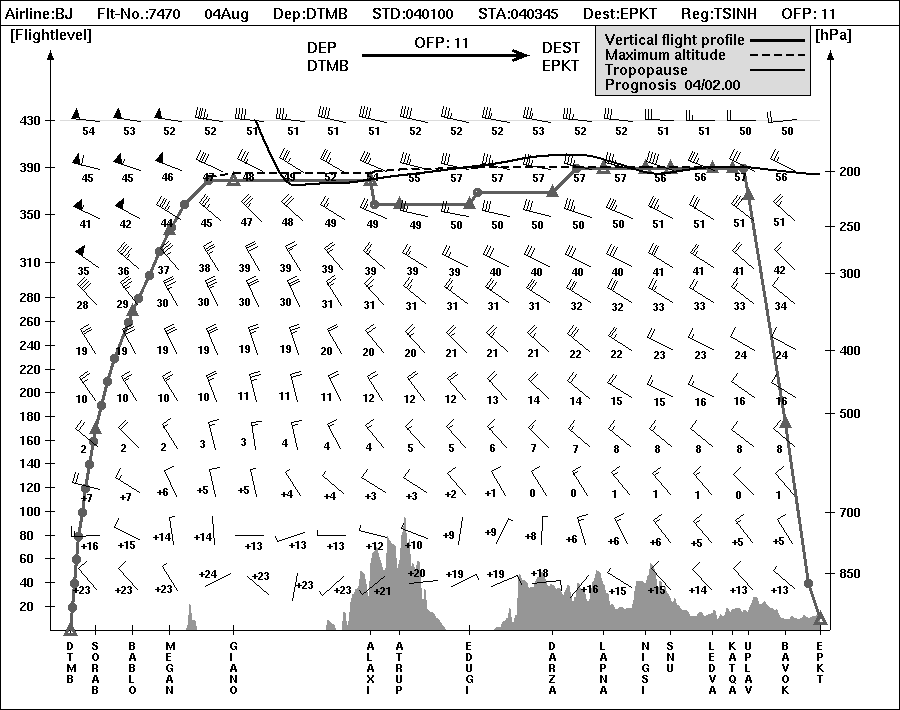 Airline:BJ Flt-No.:7470 04Aug Dep:DTMB STD:040100 STA:040345 Dest:EPKT Reg:TSINH OFP: 11
[Flightlevel] [hPa]
DEP OFP: 11 DEST
DTMB EPKT
Vertical flight profile
Maximum altitude
Tropopause
Prognosis 04/02.00
430
54 53 52 52 51 51 51 51 52 52 52 53 52 52 51 51 50 50
390 200
45 45 46 47 48 49 52 54 55 57 57 57 57 57 56 56 57 56
350 250
41 42 44 45 47 48 49 49 49 50 50 50 50 51 51 51 51 51
310 300
35 36 37 38 39 39 39 39 39 39 40 40 40 40 41 41 41 42
280
28 29 30 30 30 30 31 31 31 31 31 31 32 32 33 33 33 34
260
240 400
19 19 19 19 19 19 20 20 20 21 21 21 22 22 23 23 24 24
220
200
10 10 10 10 11 11 11 12 12 12 13 14 14 15 15 16 16 16
180 500
160
2 2 2 3 3 4 4 4 5 5 6 7 7 8 8 8 8 8
140
120
+7 +7 +6 +5 +5 +4 +4 +3 +3 +2 +1 0 0 1 1 1 0 1
100 700
80
+16 +15 +14 +14 +13 +13 +13 +12 +10 +9 +9 +8 +6 +6 +6 +5 +5 +5
60 850
40
+23 +23 +23 +24 +23 +23 +23 +21 +20 +19 +19 +18 +16 +15 +15 +14 +13 +13
20
DTMB SORAB BABLO MEGAN GIANO ALAXI ATRUP EDUGI DARZA LAPNA NIGSI SNU LEDVA KATQA UPLAV BAVOK EPKT